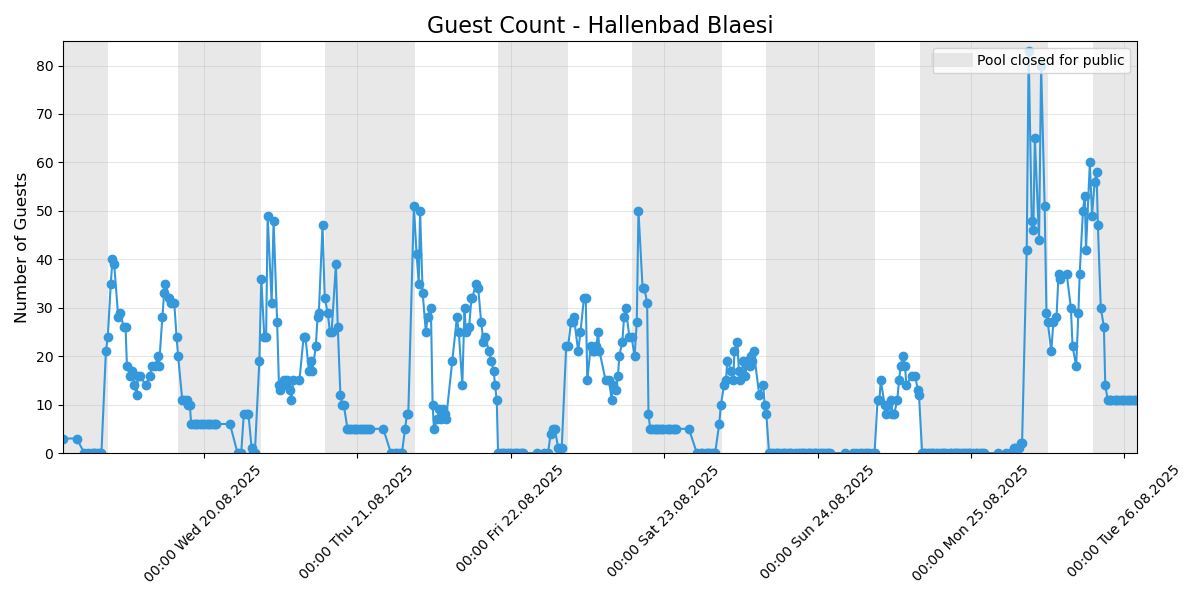 Guest Count - Hallenbad Blaesi
Pool closed for public
Number of Guests
80
70
60
50
40
30
20
10
0
00:00 Wed 20.08.2025
00:00 Thu 21.08.2025
00:00 Fri 22.08.2025
00:00 Sat 23.08.2025
00:00 Sun 24.08.2025
00:00 Mon 25.08.2025
00:00 Tue 26.08.2025